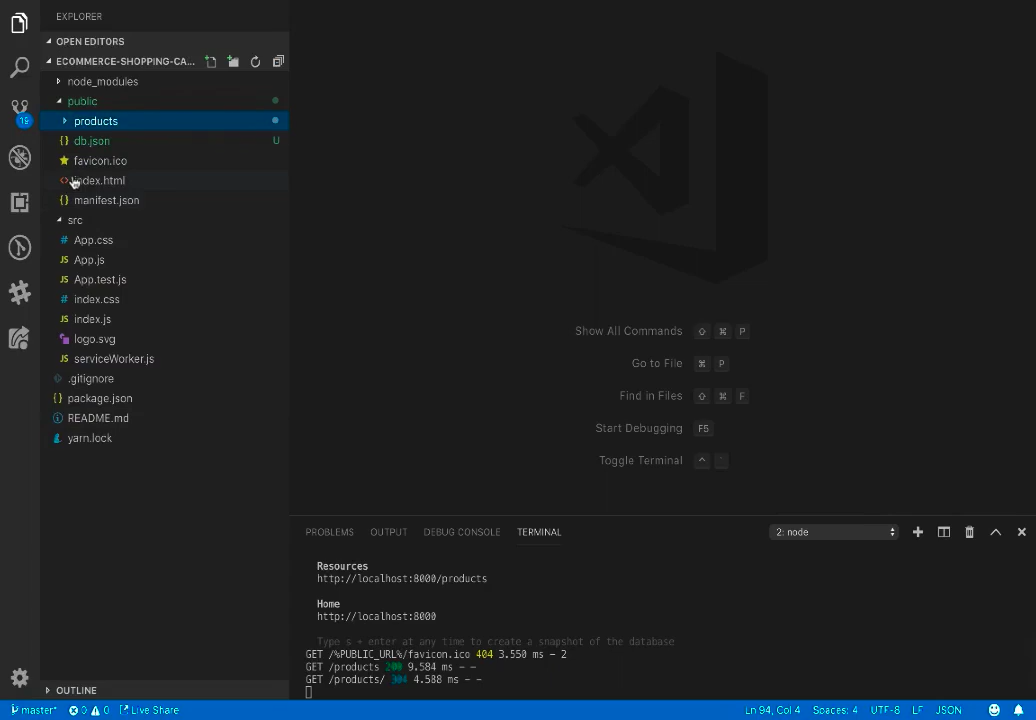 EXPLORER
OPEN EDITORS
ECOMMERCE-SHOPPING-CA...
node_modules
public
products
{} db.json U
favicon.ico
<> index.html
{} manifest.json
src
# App.css
JS App.js
JS App.test.js
# index.css
JS index.js
logo.svg
JS serviceWorker.js
.gitignore
{} package.json
README.md
yarn.lock
OUTLINE
19
Show All Commands ⇧ ⌘ P
Go to File ⌘ P
Find in Files ⇧ ⌘ F
Start Debugging F5
Toggle Terminal ^ `
PROBLEMS OUTPUT DEBUG CONSOLE TERMINAL 2: node
Resources
http://localhost:8000/products
Home
http://localhost:8000
Type s + enter at any time to create a snapshot of the database
GET /%PUBLIC_URL%/favicon.ico 404 3.550 ms - 2
GET /products 200 9.584 ms - -
GET /products/ 304 4.588 ms - -
master* 0 0 Live Share Ln 94, Col 4 Spaces: 4 UTF-8 LF JSON